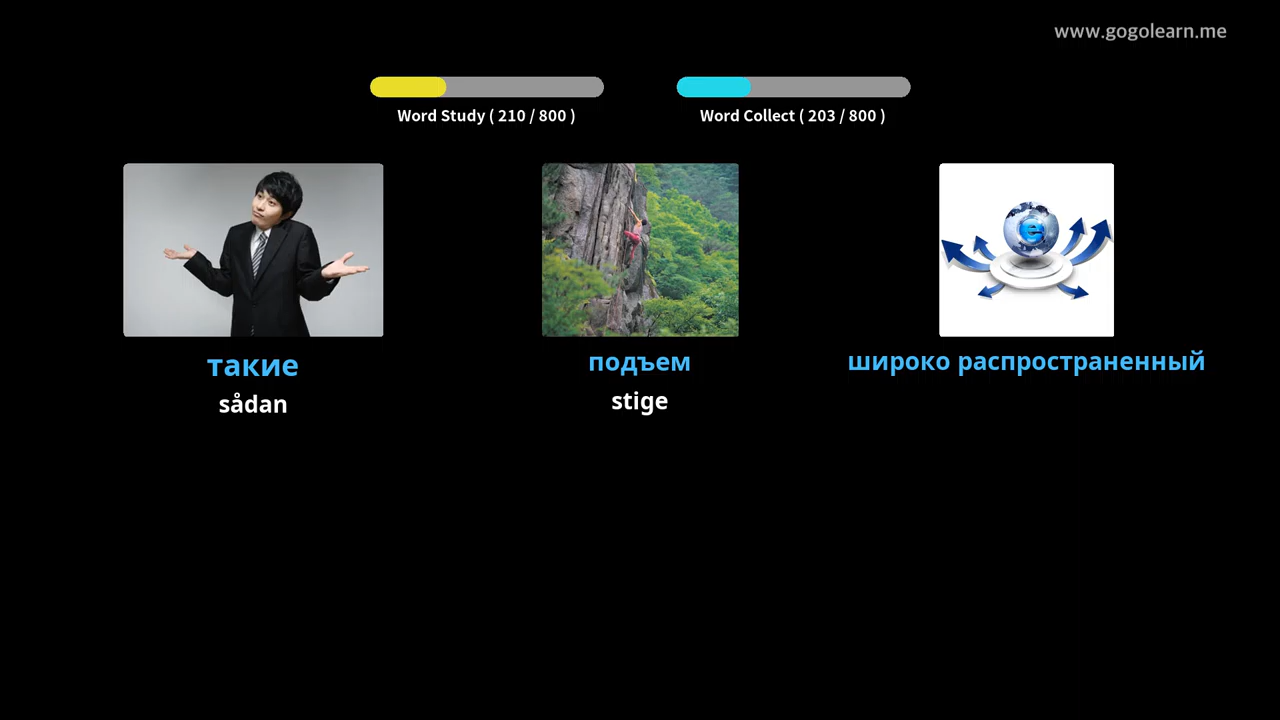 www.gogolearn.me
Word Study ( 210 / 800 )
Word Collect ( 203 / 800 )
такие
sådan
подъем
stige
широко распространенный